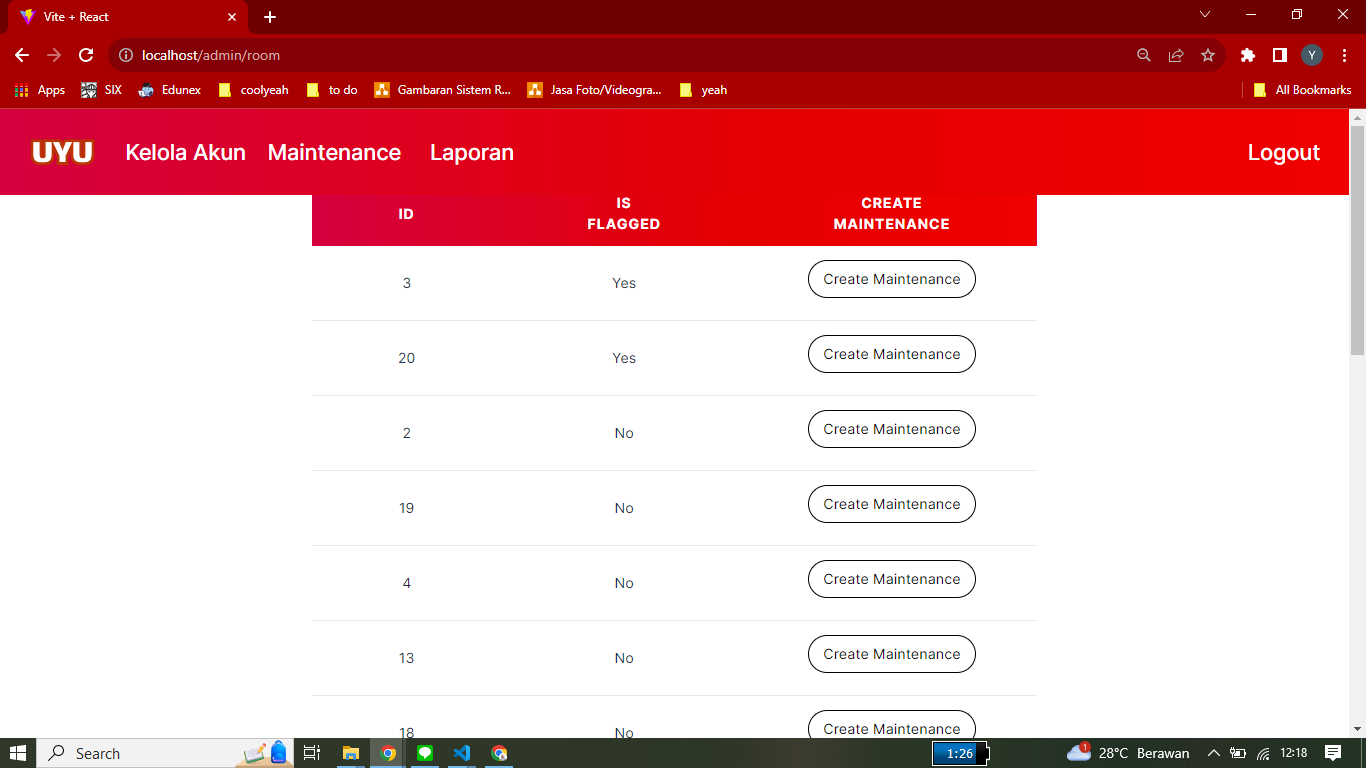 Vite + React
localhost/admin/room
Y
Apps
SIX
Edunex
coolyeah
to do
Gambaran Sistem R...
Jasa Foto/Videogra...
yeah
All Bookmarks
UYU
Kelola Akun
Maintenance
Laporan
Logout
ID
IS
FLAGGED
CREATE
MAINTENANCE
3
Yes
Create Maintenance
20
Yes
Create Maintenance
2
No
Create Maintenance
19
No
Create Maintenance
4
No
Create Maintenance
13
No
Create Maintenance
18
No
Create Maintenance
Search
1:26
1
28°C Berawan
12:18